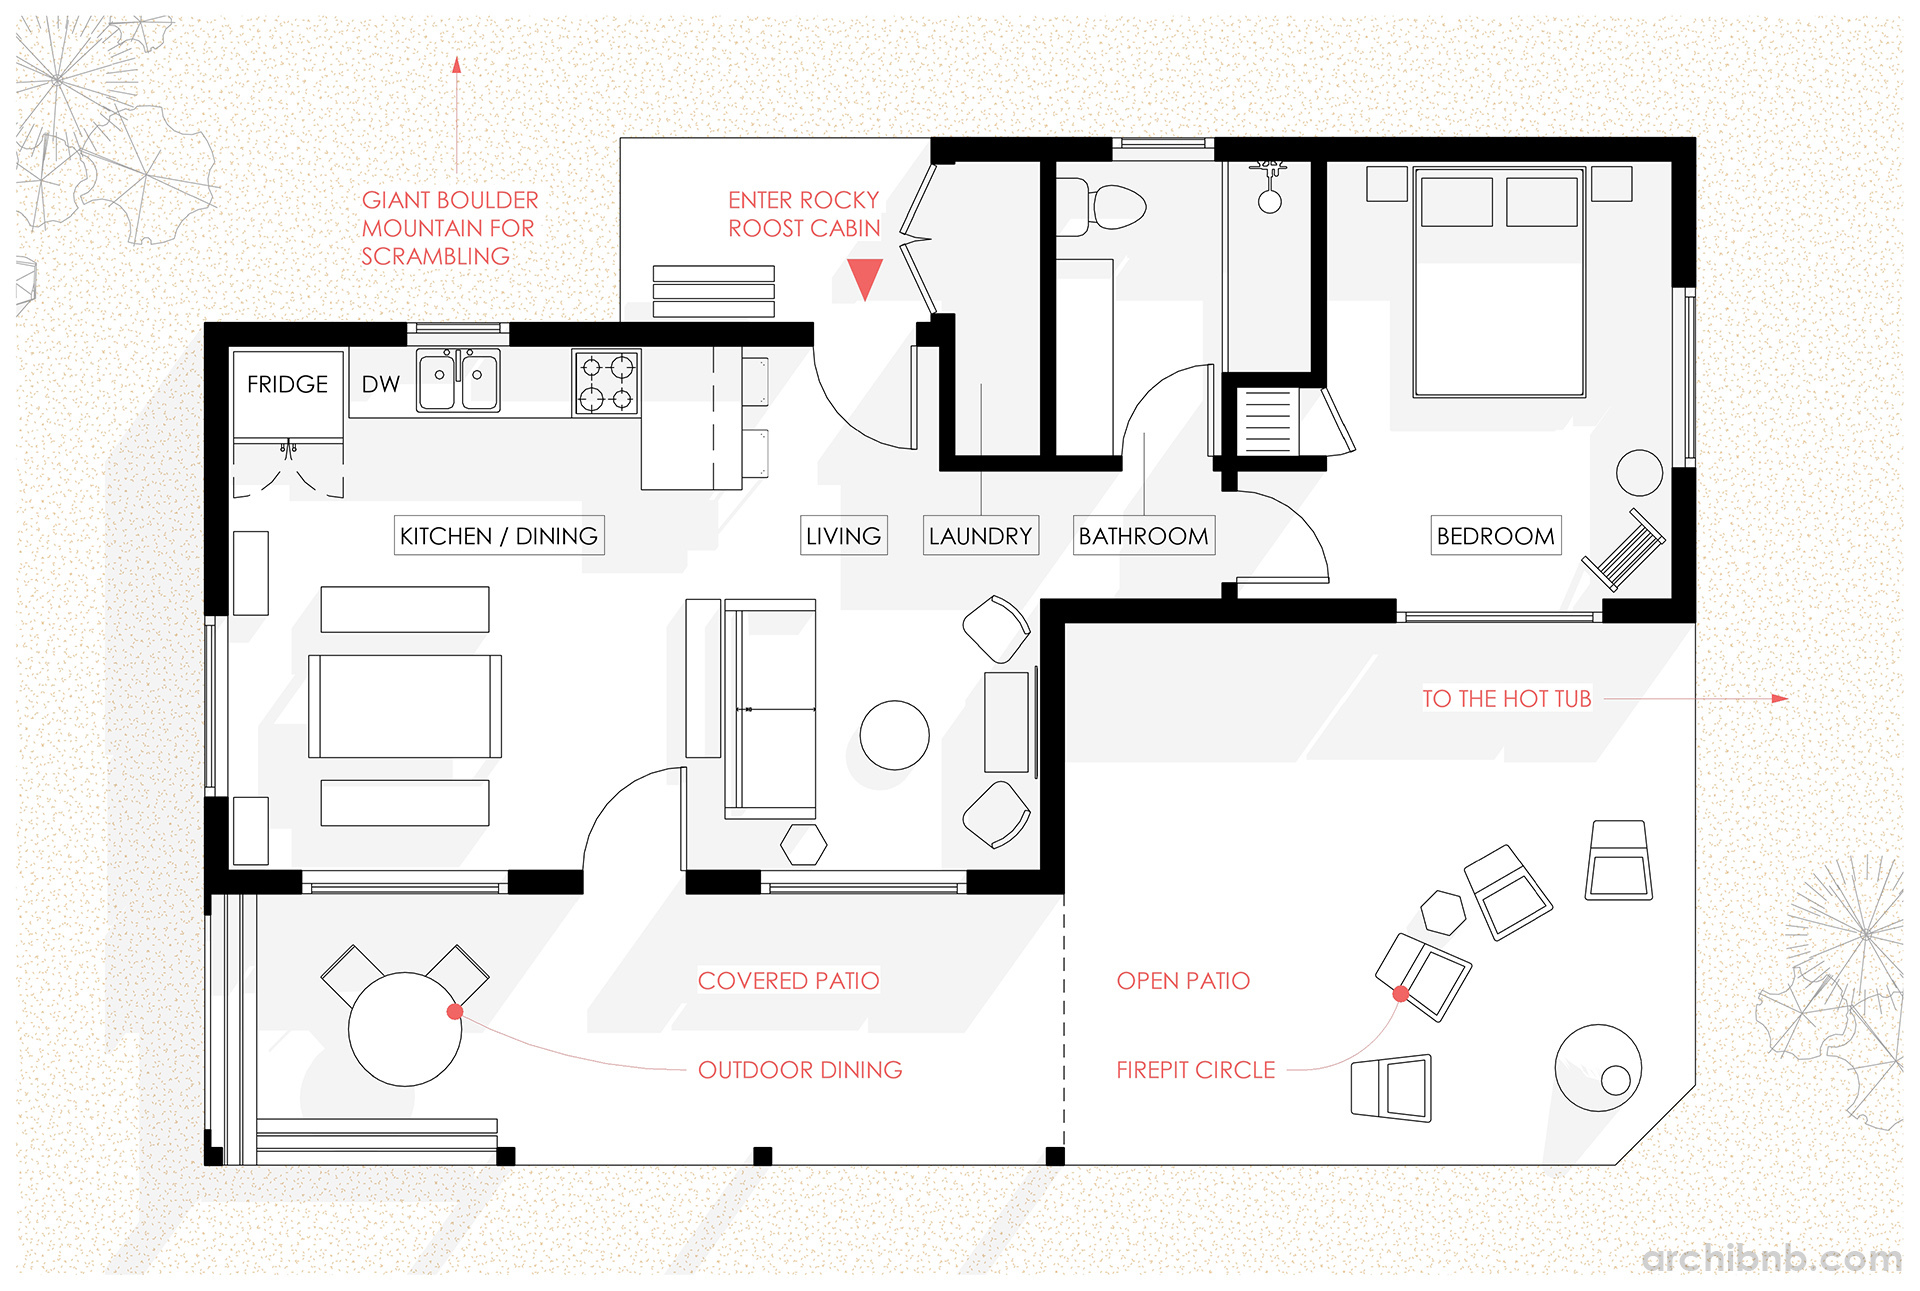 GIANT BOULDER
MOUNTAIN FOR
SCRAMBLING
ENTER ROCKY
ROOST CABIN
FRIDGE
DW
KITCHEN / DINING
LIVING
LAUNDRY
BATHROOM
BEDROOM
TO THE HOT TUB
COVERED PATIO
OPEN PATIO
OUTDOOR DINING
FIREPIT CIRCLE
archibnb.com